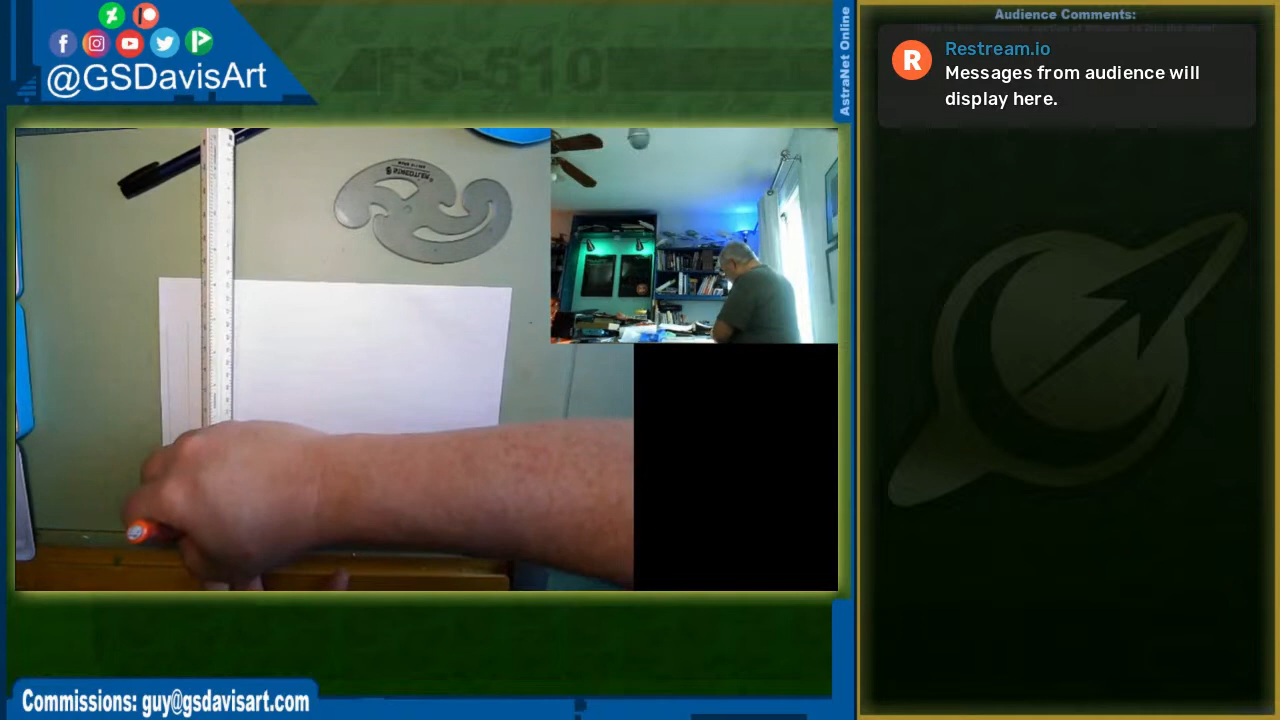 @GSDavisArt
AstraNet Online
Audience Comments:
Restream.io
Messages from audience will
display here.
Commissions: guy@gsdavisart.com